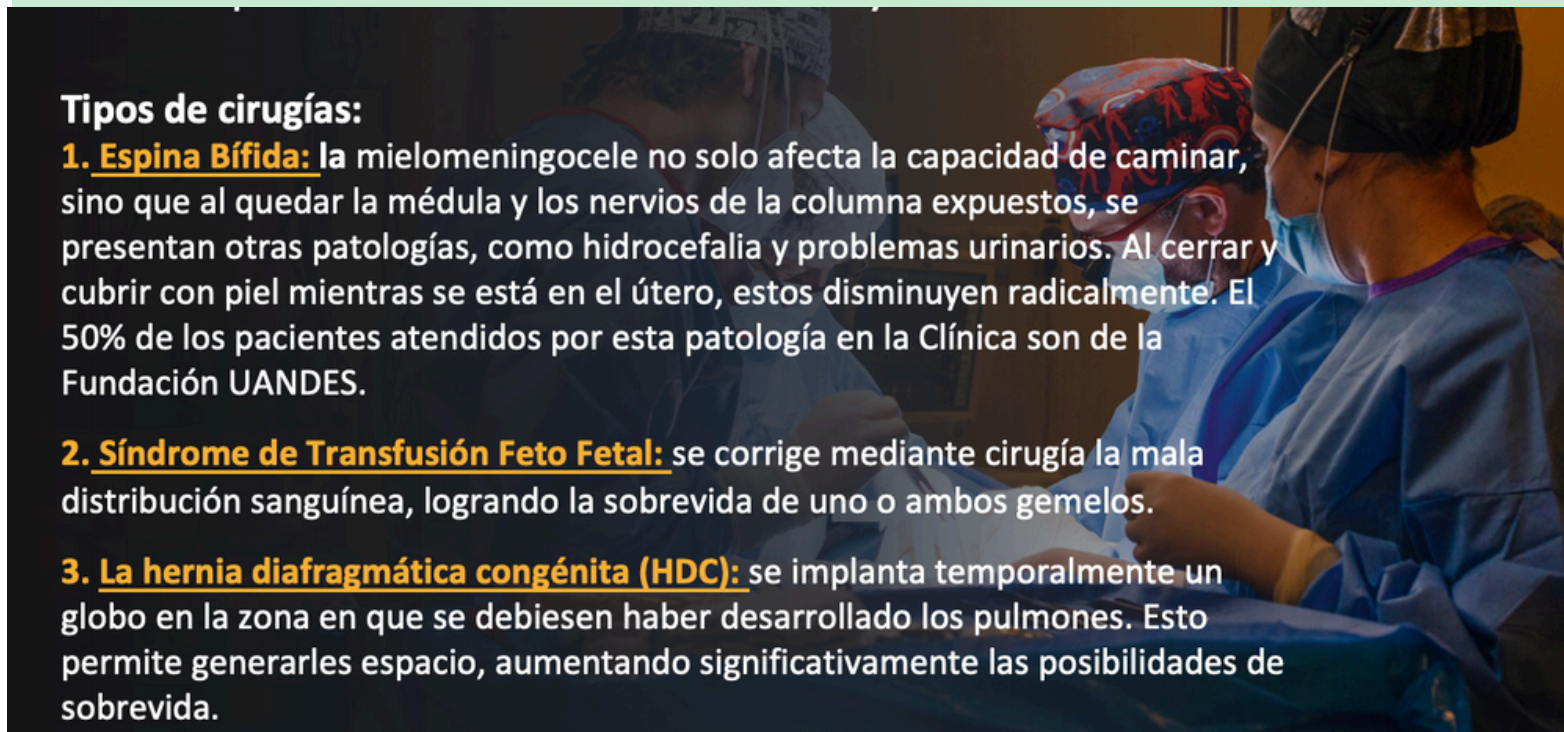 Tipos de cirugías:
1. Espina Bífida: la mielomeningocele no solo afecta la capacidad de caminar,
sino que al quedar la médula y los nervios de la columna expuestos, se
presentan otras patologías, como hidrocefalia y problemas urinarios. Al cerrar y
cubrir con piel mientras se está en el útero, estos disminuyen radicalmente. El
50% de los pacientes atendidos por esta patología en la Clínica son de la
Fundación UANDES.
2. Síndrome de Transfusión Feto Fetal: se corrige mediante cirugía la mala
distribución sanguínea, logrando la sobrevida de uno o ambos gemelos.
3. La hernia diafragmática congénita (HDC): se implanta temporalmente un
globo en la zona en que se debiesen haber desarrollado los pulmones. Esto
permite generarles espacio, aumentando significativamente las posibilidades de
sobrevida.